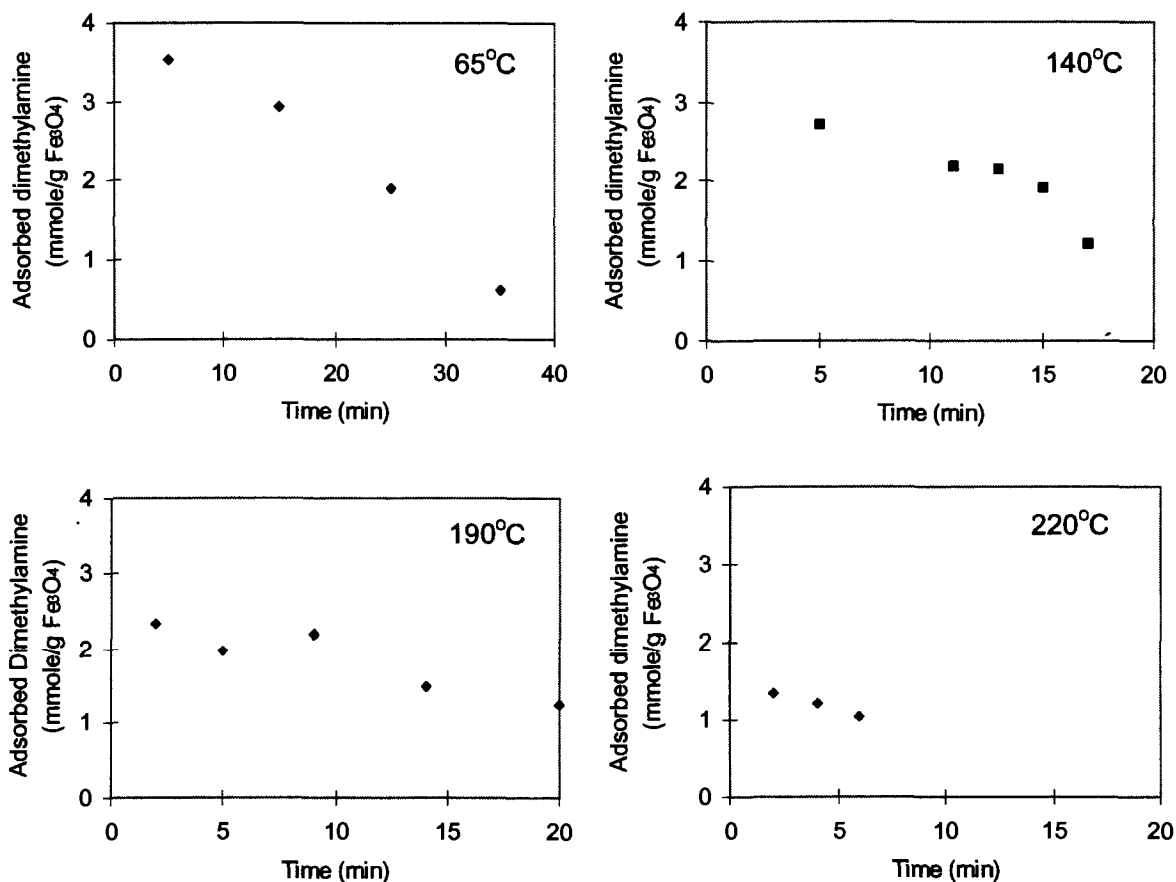 Adsorbed dimethylamine
(mmole/g Fe3O4)
4
3
2
1
0
65°C
0 10 20 30 40
Time (min)
Adsorbed dimethylamine
(mmole/g Fe3O4)
4
3
2
1
0
140°C
0 5 10 15 20
Time (min)
Adsorbed Dimethylamine
(mmole/g Fe3O4)
4
3
2
1
0
190°C
0 5 10 15 20
Time (min)
Adsorbed dimethylamine
(mmole/g Fe3O4)
4
3
2
1
0
220°C
0 5 10 15 20
Time (min)